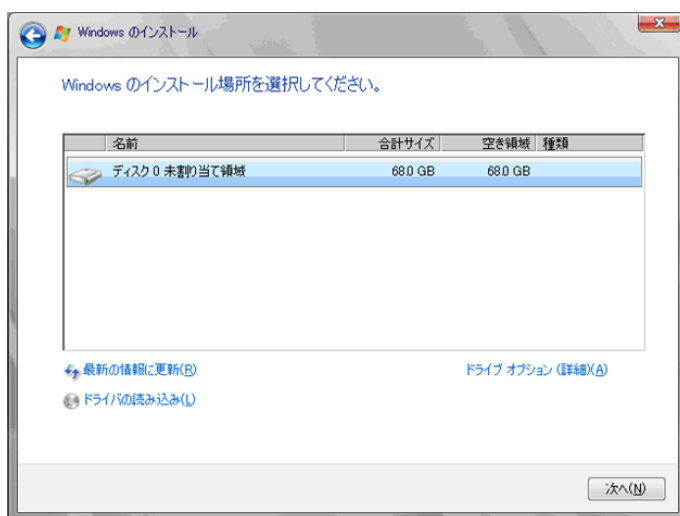 Windows のインストール
Windows のインストール場所を選択してください。
名前 合計サイズ 空き領域 種類
ディスク 0 未割り当て領域 68.0 GB 68.0 GB
最新の情報に更新(R) ドライブ オプション (詳細)(A)
ドライバの読み込み(L)
次へ(N)